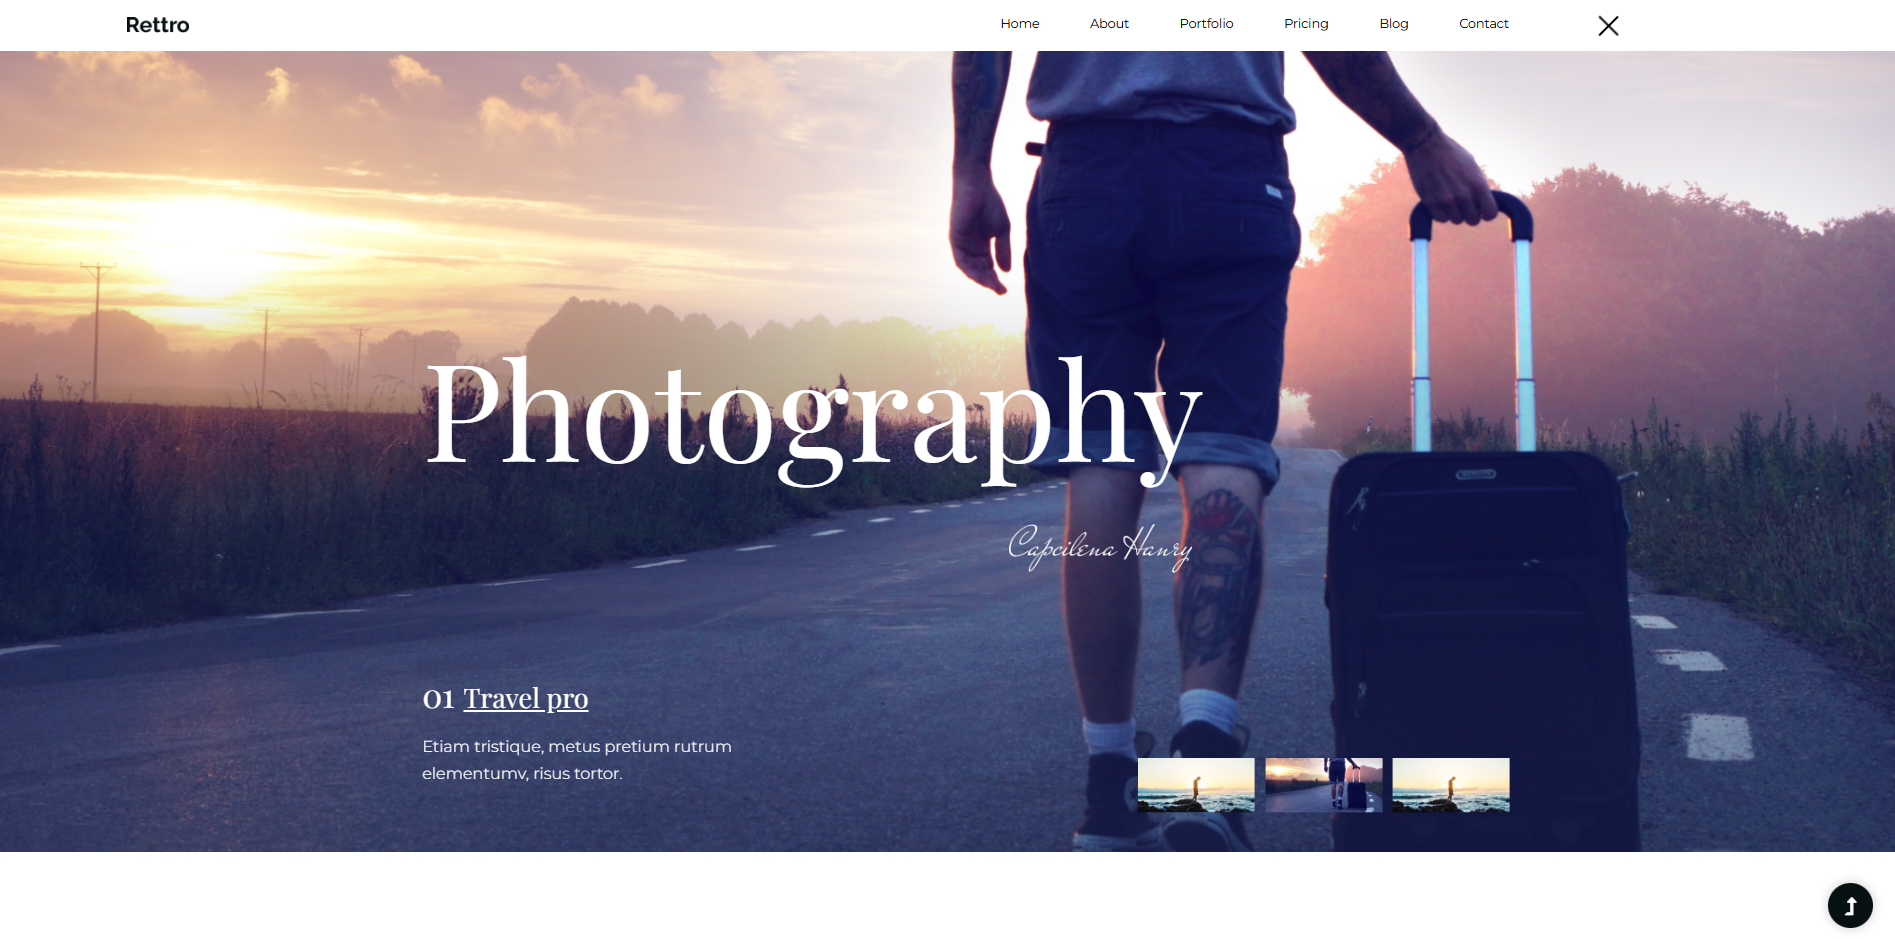 Rettro
Home About Portfolio Pricing Blog Contact
Photography
Capcilena Hanry
01 Travel pro
Etiam tristique, metus pretium rutrum
elementumv, risus tortor.